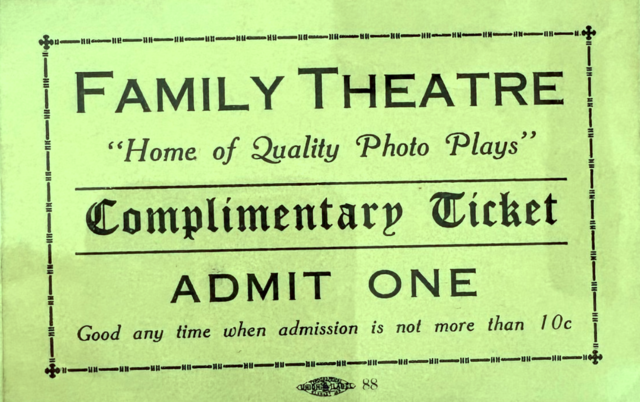 FAMILY THEATRE
"Home of Quality Photo Plays"
Complimentary Ticket
ADMIT ONE
Good any time when admission is not more than 10c
88